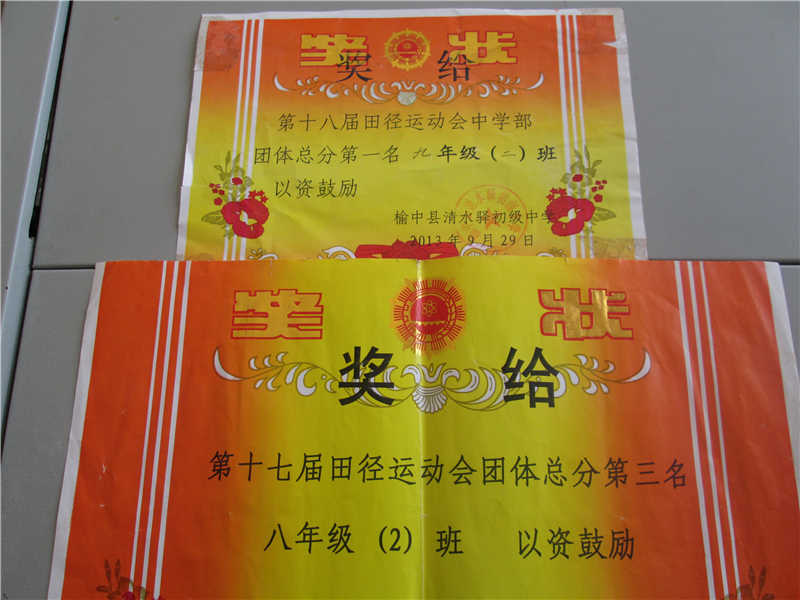 奖状
奖给
第十八届田径运动会中学部
团体总分第一名九年级（二）班
以资鼓励
榆中县清水驿初级中学
2013年9月29日
奖状
奖给
第十七届田径运动会团体总分第三名
八年级（2）班 以资鼓励